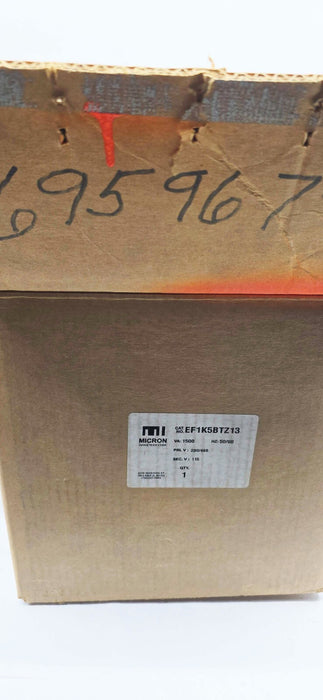 695967
MICRON
CAT NO. EF1K5BTZ13
VA: 1500 HZ: 50/60
PRI. V : 230/460
SEC. V : 115
QTY.
1